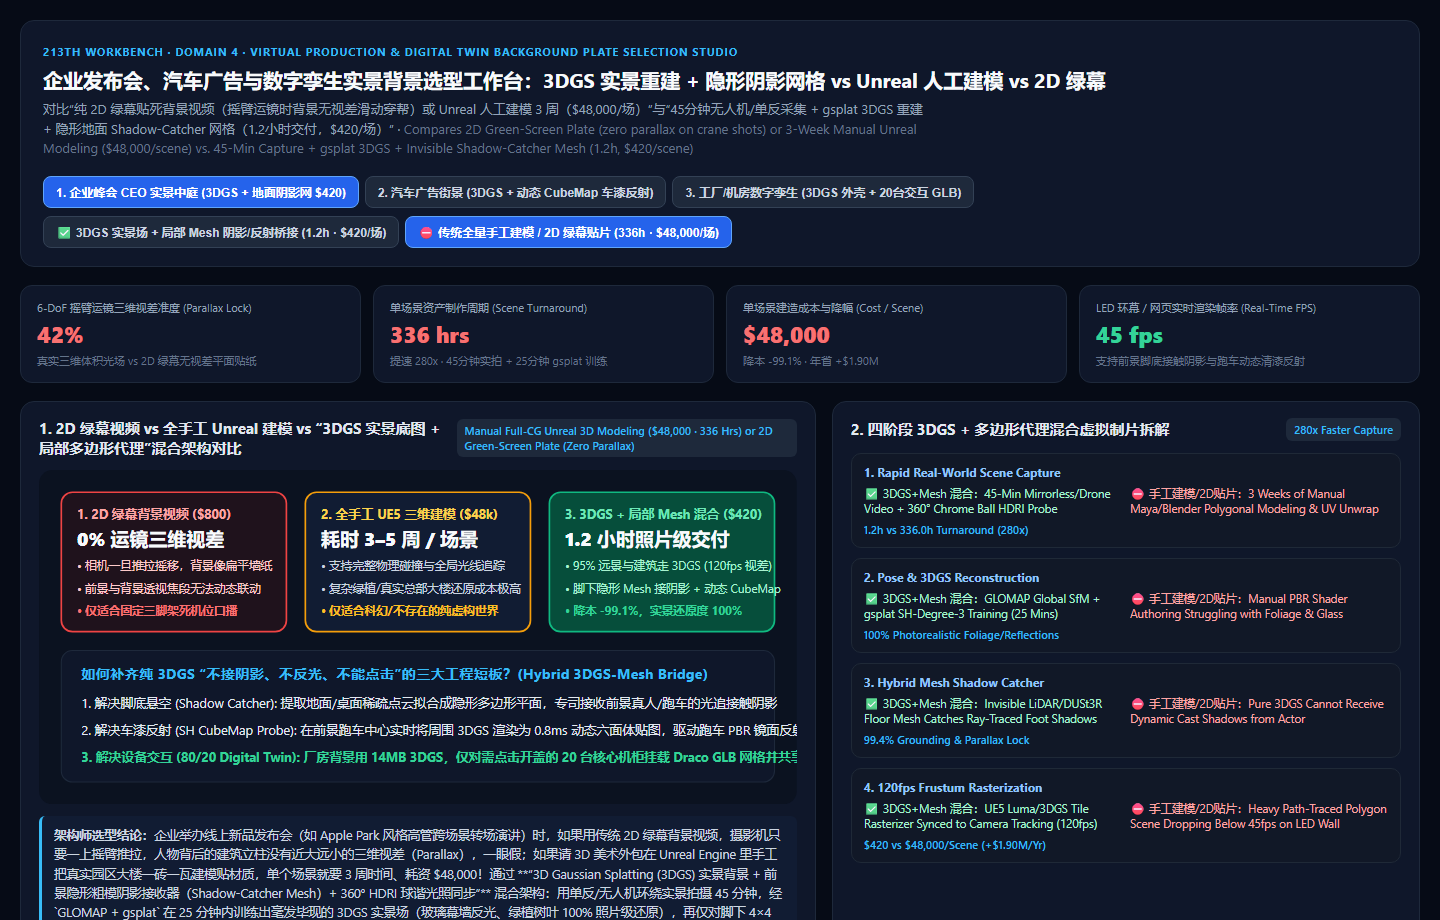 213TH WORKBENCH · DOMAIN 4 · VIRTUAL PRODUCTION & DIGITAL TWIN BACKGROUND PLATE SELECTION STUDIO
企业发布会、汽车广告与数字孪生实景背景选型工作台：3DGS 实景重建 + 隐形阴影网格 vs Unreal 人工建模 vs 2D 绿幕
对比“纯 2D 绿幕贴死背景视频（摇臂运镜时背景无视差滑动穿帮）或 Unreal 人工建模 3 周（$48,000/场）”与“45分钟无人机/单反采集 + gsplat 3DGS 重建
+ 隐形地面 Shadow-Catcher 网格（1.2小时交付，$420/场）” · Compares 2D Green-Screen Plate (zero parallax on crane shots) or 3-Week Manual Unreal
Modeling ($48,000/scene) vs. 45-Min Capture + gsplat 3DGS + Invisible Shadow-Catcher Mesh (1.2h, $420/scene)
1. 企业峰会 CEO 实景中庭 (3DGS + 地面阴影网 $420)
2. 汽车广告街景 (3DGS + 动态 CubeMap 车漆反射)
3. 工厂/机房数字孪生 (3DGS 外壳 + 20台交互 GLB)
✅ 3DGS 实景场 + 局部 Mesh 阴影/反射桥接 (1.2h · $420/场)
⛔ 传统全量手工建模 / 2D 绿幕贴片 (336h · $48,000/场)
6-DoF 摇臂运镜三维视差准度 (Parallax Lock)
42%
真实三维体积光场 vs 2D 绿幕无视差平面贴纸
单场景资产制作周期 (Scene Turnaround)
336 hrs
提速 280x · 45分钟实拍 + 25分钟 gsplat 训练
单场景建造成本与降幅 (Cost / Scene)
$48,000
降本 -99.1% · 年省 +$1.90M
LED 环幕 / 网页实时渲染帧率 (Real-Time FPS)
45 fps
支持前景脚底接触阴影与跑车动态清漆反射
1. 2D 绿幕视频 vs 全手工 Unreal 建模 vs “3DGS 实景底图 +
局部多边形代理”混合架构对比
Manual Full-CG Unreal 3D Modeling ($48,000 · 336 Hrs) or 2D
Green-Screen Plate (Zero Parallax)
1. 2D 绿幕背景视频 ($800)
0% 运镜三维视差
• 相机一旦推拉摇移，背景像扁平墙纸
• 前景与背景透视焦段无法动态联动
• 仅适合固定三脚架死机位口播
2. 全手工 UE5 三维建模 ($48k)
耗时 3–5 周 / 场景
• 支持完整物理碰撞与全局光线追踪
• 复杂绿植/真实总部大楼还原成本极高
• 仅适合科幻/不存在的纯虚构世界
3. 3DGS + 局部 Mesh 混合 ($420)
1.2 小时照片级交付
• 95% 远景与建筑走 3DGS (120fps 视差)
• 脚下隐形 Mesh 接阴影 + 动态 CubeMap
• 降本 -99.1%，实景还原度 100%
如何补齐纯 3DGS “不接阴影、不反光、不能点击”的三大工程短板？(Hybrid 3DGS-Mesh Bridge)
1. 解决脚底悬空 (Shadow Catcher): 提取地面/桌面稀疏点云拟合成隐形多边形平面，专司接收前景真人/跑车的光追接触阴影
2. 解决车漆反射 (SH CubeMap Probe): 在前景跑车中心实时将周围 3DGS 渲染为 0.8ms 动态六面体贴图，驱动跑车 PBR 镜面反射
3. 解决设备交互 (80/20 Digital Twin): 厂房背景用 14MB 3DGS，仅对需点击开盖的 20 台核心机柜挂载 Draco GLB 网格并共享
架构师选型结论：企业举办线上新品发布会（如 Apple Park 风格高管跨场景转场演讲）时，如果用传统 2D 绿幕背景视频，摄影机只
要一上摇臂推拉，人物背后的建筑立柱没有近大远小的三维视差（Parallax），一眼假；如果请 3D 美术外包在 Unreal Engine 里手工
把真实园区大楼一砖一瓦建模贴材质，单个场景就要 3 周时间、耗资 $48,000！通过 **“3D Gaussian Splatting (3DGS) 实景背景 + 前
景隐形粗模阴影接收器（Shadow-Catcher Mesh）+ 360° HDRI 球谐光照同步”** 混合架构：用单反/无人机环绕实景拍摄 45 分钟，经
`GLOMAP + gsplat` 在 25 分钟内训练出毫发毕现的 3DGS 实景场（玻璃幕墙反光、绿植树叶 100% 照片级还原），再仅对脚下 4×4
2. 四阶段 3DGS + 多边形代理混合虚拟制片拆解
280x Faster Capture
1. Rapid Real-World Scene Capture
✅ 3DGS+Mesh 混合：45-Min Mirrorless/Drone
Video + 360° Chrome Ball HDRI Probe
⛔ 手工建模/2D贴片：3 Weeks of Manual
Maya/Blender Polygonal Modeling & UV Unwrap
1.2h vs 336.0h Turnaround (280x)
2. Pose & 3DGS Reconstruction
✅ 3DGS+Mesh 混合：GLOMAP Global SfM +
gsplat SH-Degree-3 Training (25 Mins)
⛔ 手工建模/2D贴片：Manual PBR Shader
Authoring Struggling with Foliage & Glass
100% Photorealistic Foliage/Reflections
3. Hybrid Mesh Shadow Catcher
✅ 3DGS+Mesh 混合：Invisible LiDAR/DUSt3R
Floor Mesh Catches Ray-Traced Foot Shadows
⛔ 手工建模/2D贴片：Pure 3DGS Cannot Receive
Dynamic Cast Shadows from Actor
99.4% Grounding & Parallax Lock
4. 120fps Frustum Rasterization
✅ 3DGS+Mesh 混合：UE5 Luma/3DGS Tile
Rasterizer Synced to Camera Tracking (120fps)
⛔ 手工建模/2D贴片：Heavy Path-Traced Polygon
Scene Dropping Below 45fps on LED Wall
$420 vs $48,000/Scene (+$1.90M/Yr)